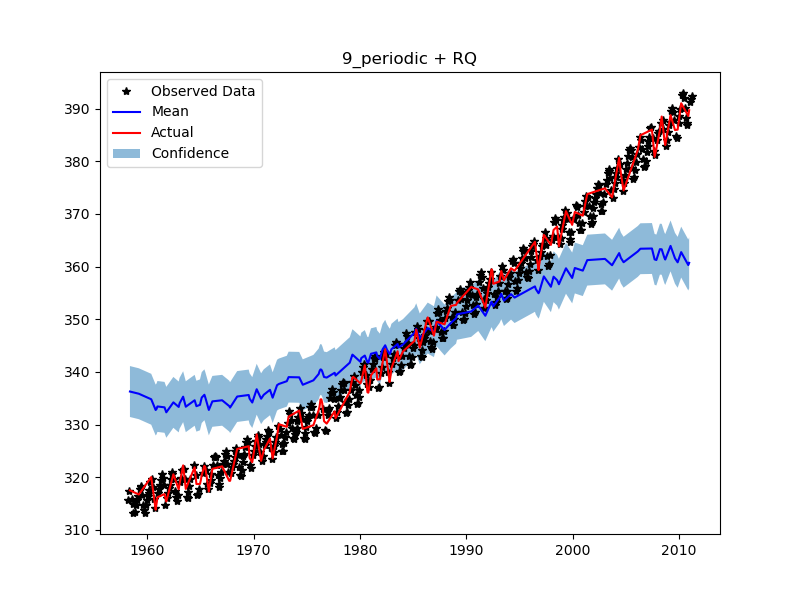 9_periodic + RQ
Observed Data
Mean
Actual
Confidence
390
380
370
360
350
340
330
320
310
1960 1970 1980 1990 2000 2010